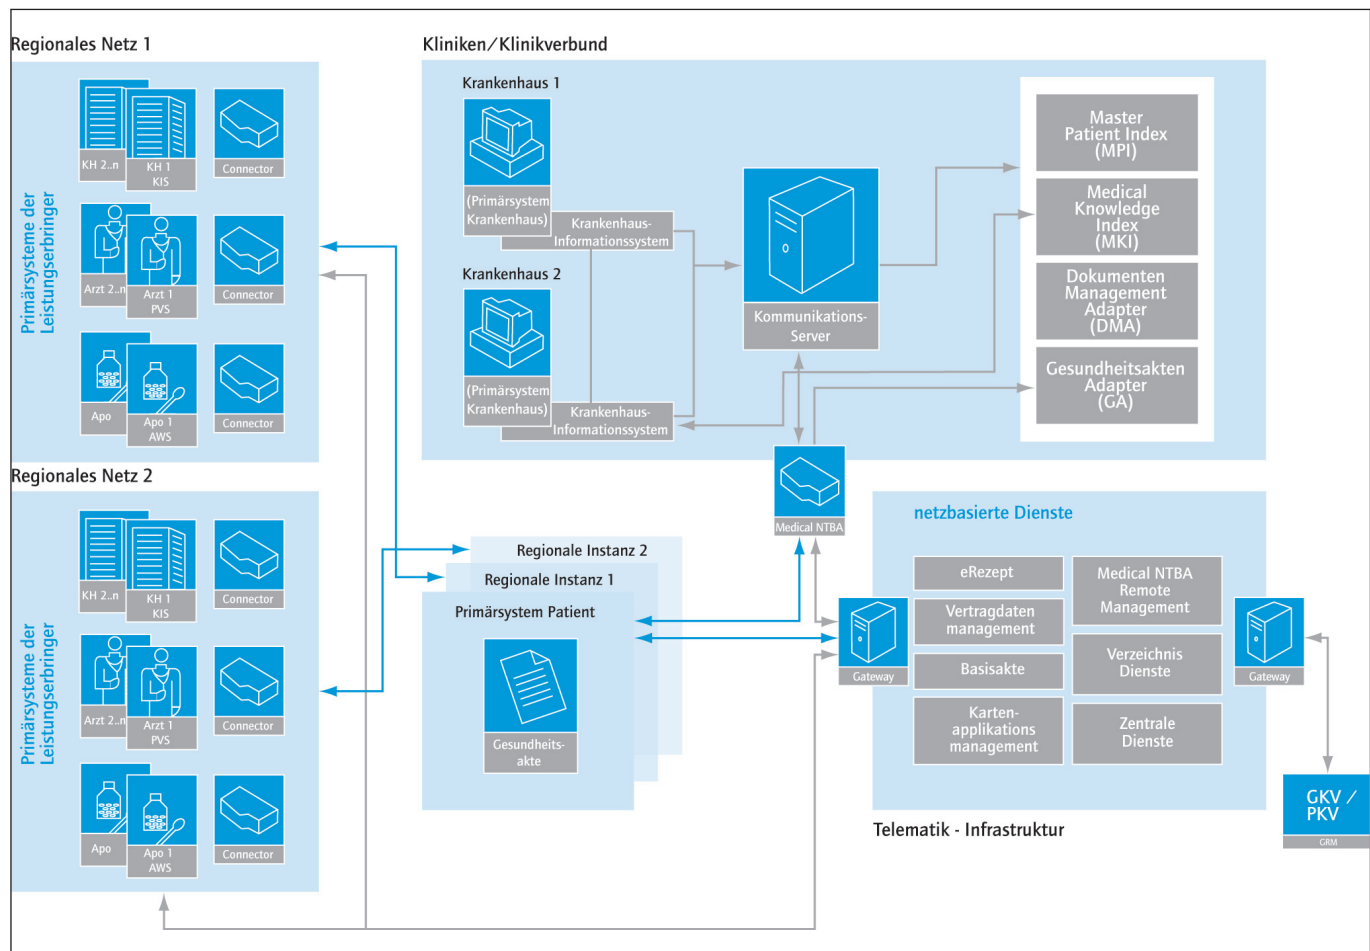 Regionales Netz 1
Primärsysteme der
Leistungserbringer
KH 2..n
KH 1
KIS
Connector
Arzt 2..n
Arzt 1
PVS
Connector
Apo
Apo 1
AWS
Connector
Regionales Netz 2
Primärsysteme der
Leistungserbringer
KH 2..n
KH 1
KIS
Connector
Arzt 2..n
Arzt 1
PVS
Connector
Apo
Apo 1
AWS
Connector
Kliniken/Klinikverbund
Krankenhaus 1
(Primärsystem
Krankenhaus)
Krankenhaus-
Informationssystem
Krankenhaus 2
(Primärsystem
Krankenhaus)
Krankenhaus-
Informationssystem
Kommunikations-
Server
Master
Patient Index
(MPI)
Medical
Knowledge
Index
(MKI)
Dokumenten
Management
Adapter
(DMA)
Gesundheitsakten
Adapter
(GA)
Medical NTBA
Regionale Instanz 2
Regionale Instanz 1
Primärsystem Patient
Gesundheits-
akte
netzbasierte Dienste
Gateway
eRezept
Vertragdaten
management
Basisakte
Karten-
applikations
management
Medical NTBA
Remote
Management
Verzeichnis
Dienste
Zentrale
Dienste
Gateway
Telematik - Infrastruktur
GKV /
PKV
GRM